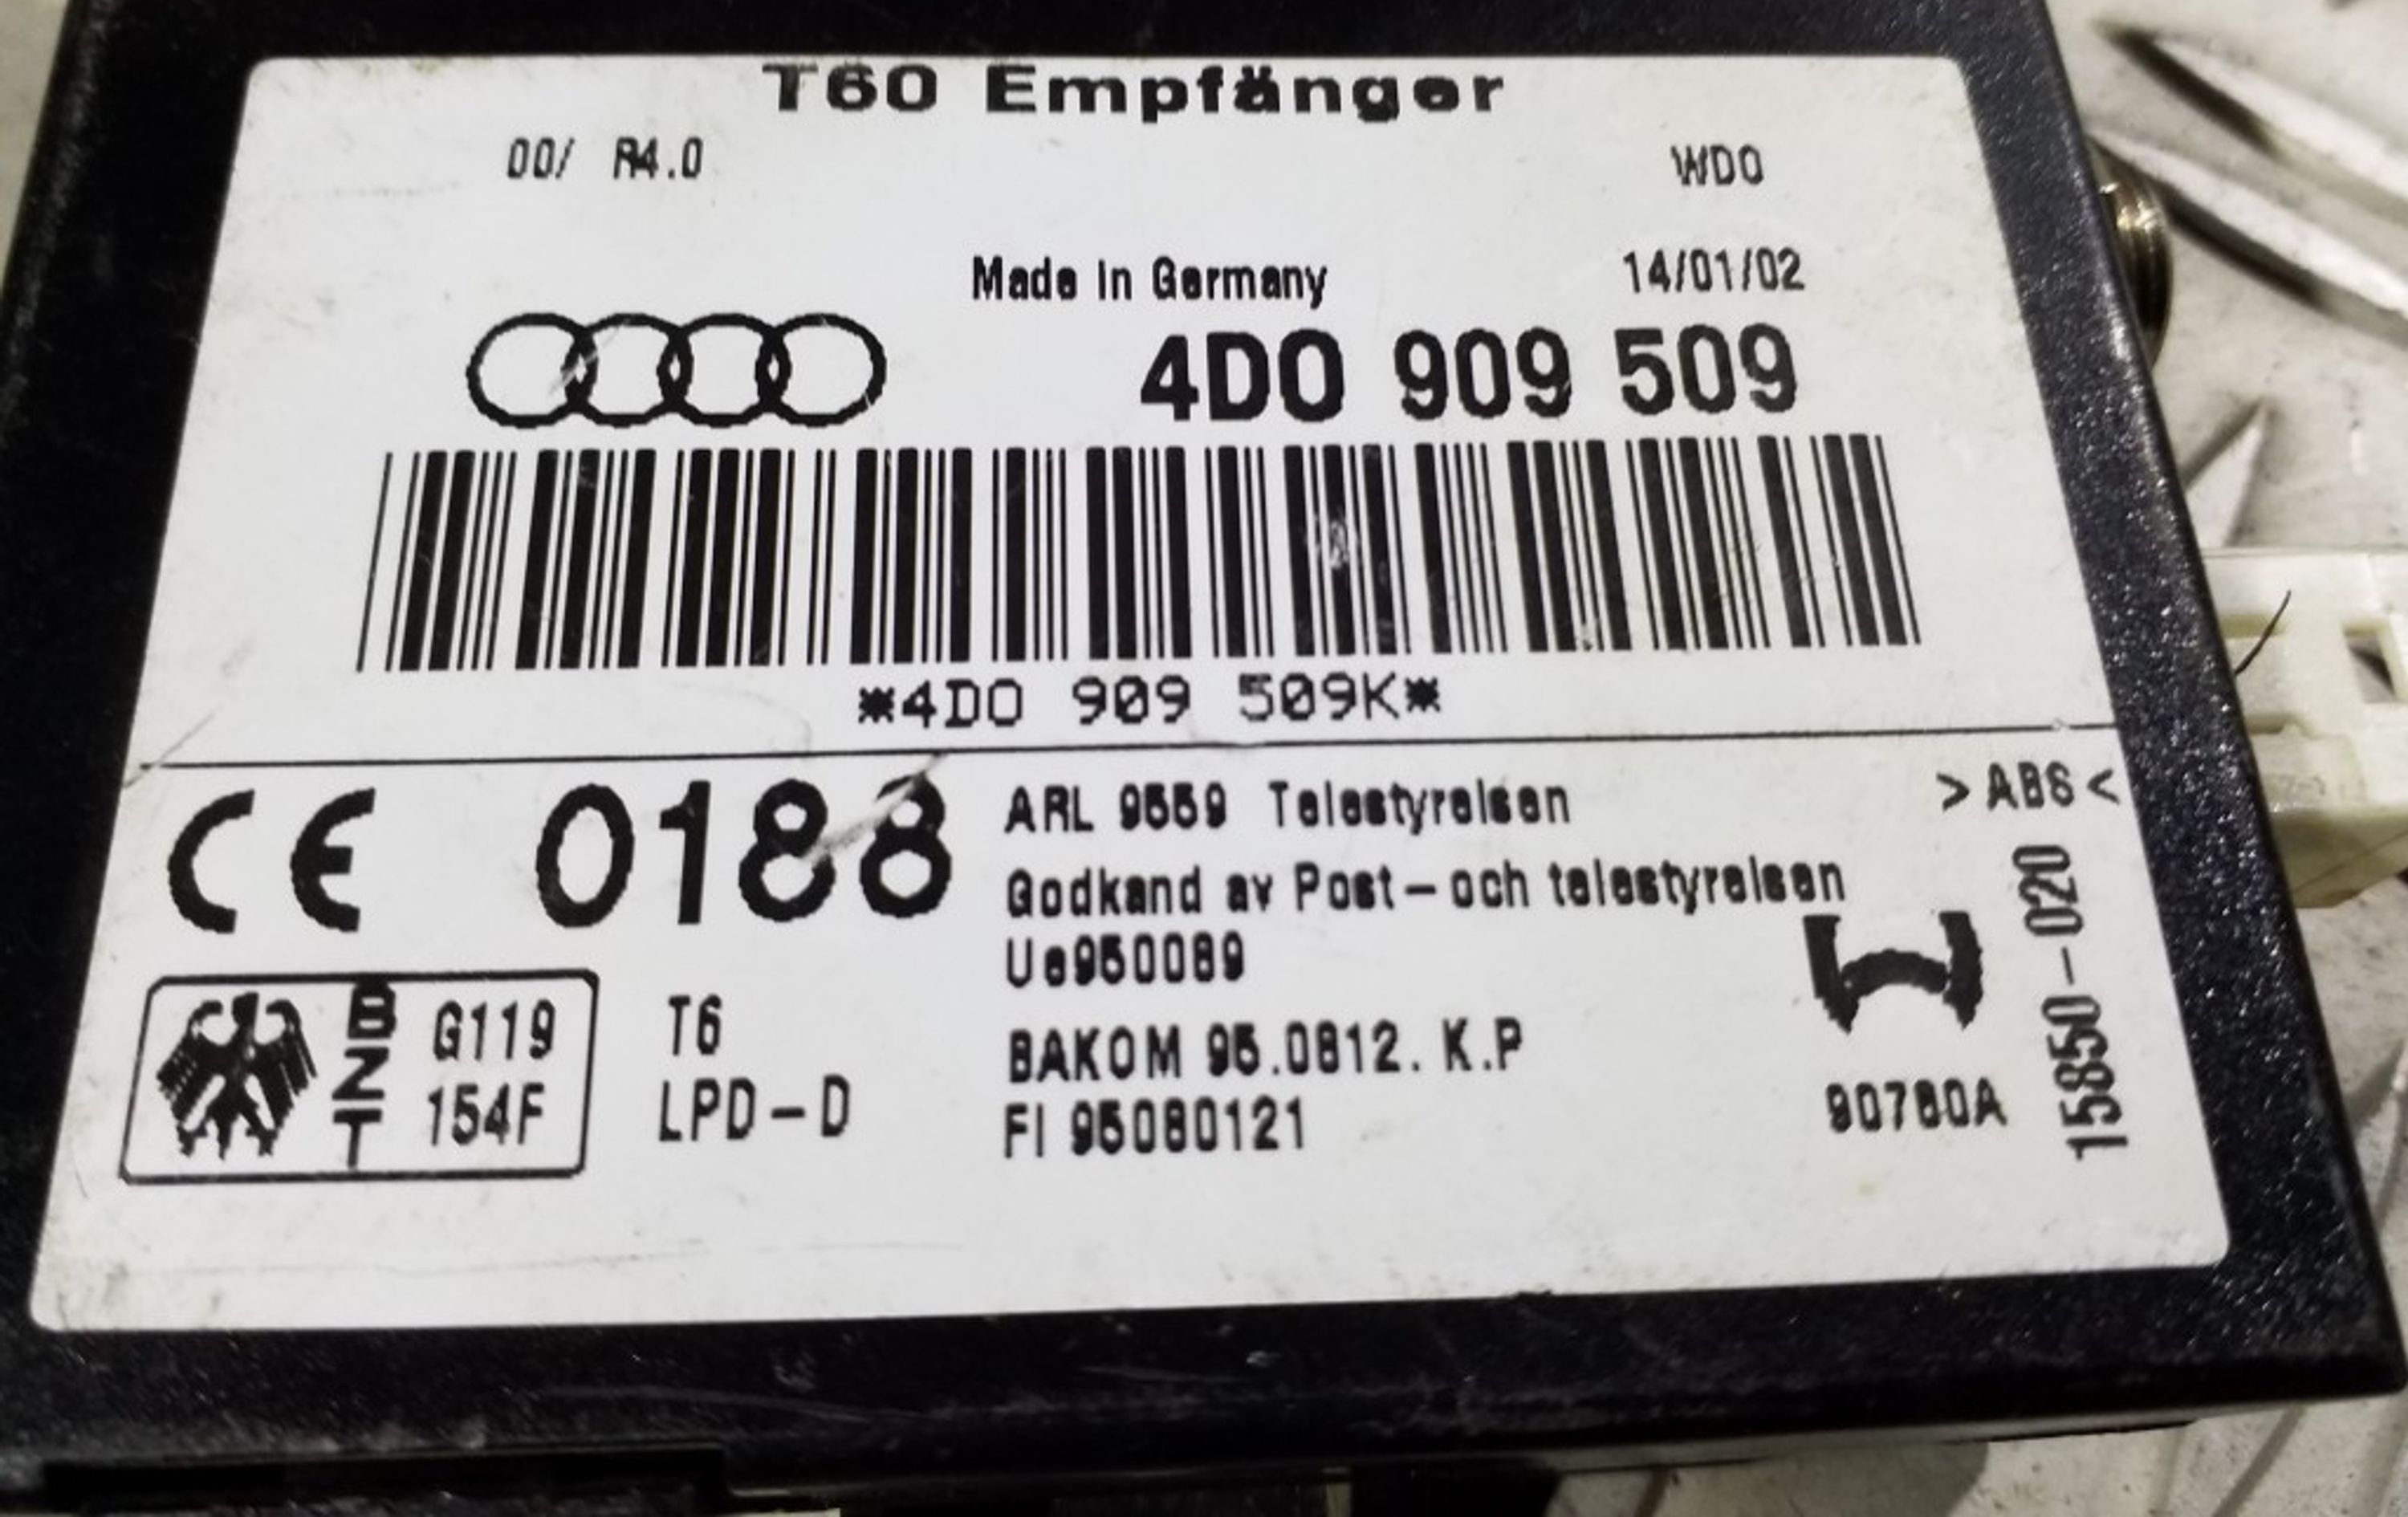 T60 Empfänger
00/ R4.0
WD0
Made in Germany
14/01/02
4D0 909 509
*4D0 909 509K*
CE 0188
ARL 9559 Telestyrelsen
>ABS<
Godkand av Post-och telestyrelsen
Ue950089
BZT
G119
154F
T6
LPD-D
BAKOM 95.0812. K.P
FI 95080121
90780A
15850-020